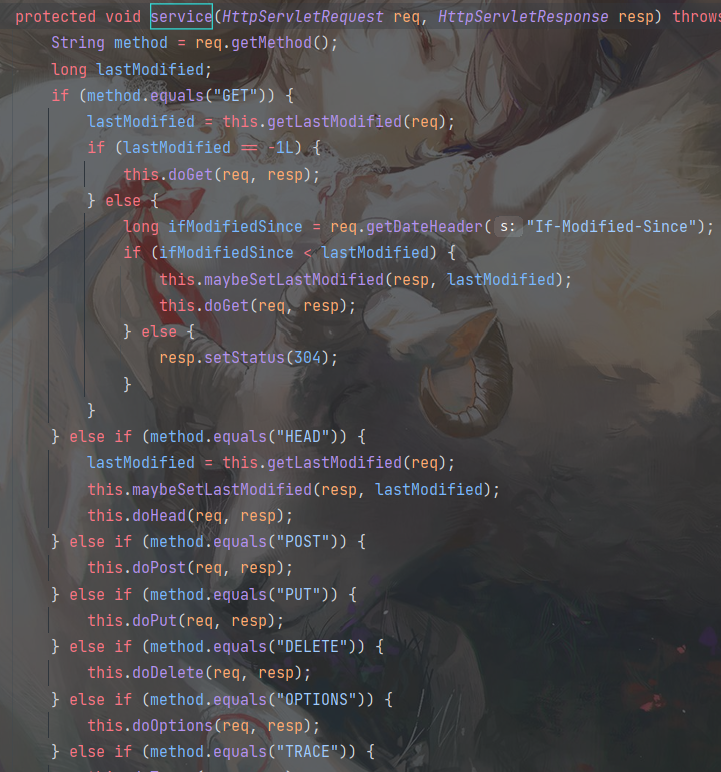 protected void service(HttpServletRequest req, HttpServletResponse resp) throws
String method = req.getMethod();
long lastModified;
if (method.equals("GET")) {
lastModified = this.getLastModified(req);
if (lastModified == -1L) {
this.doGet(req, resp);
} else {
long ifModifiedSince = req.getDateHeader( s: "If-Modified-Since");
if (ifModifiedSince < lastModified) {
this.maybeSetLastModified(resp, lastModified);
this.doGet(req, resp);
} else {
resp.setStatus(304);
}
}
} else if (method.equals("HEAD")) {
lastModified = this.getLastModified(req);
this.maybeSetLastModified(resp, lastModified);
this.doHead(req, resp);
} else if (method.equals("POST")) {
this.doPost(req, resp);
} else if (method.equals("PUT")) {
this.doPut(req, resp);
} else if (method.equals("DELETE")) {
this.doDelete(req, resp);
} else if (method.equals("OPTIONS")) {
this.doOptions(req, resp);
} else if (method.equals("TRACE")) {